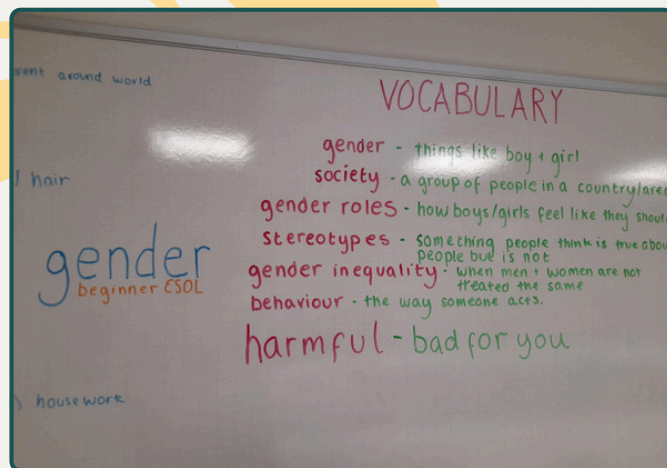 around world
VOCABULARY
gender - things like boy + girl
society - a group of people in a country/area
hair
gender roles - how boys/girls feel like they
stereotypes - something people think is true
people but is not
gender
beginner ESOL
gender inequality - when men + women are not
treated the same
behaviour - the way someone acts.
harmful - bad for you
housework